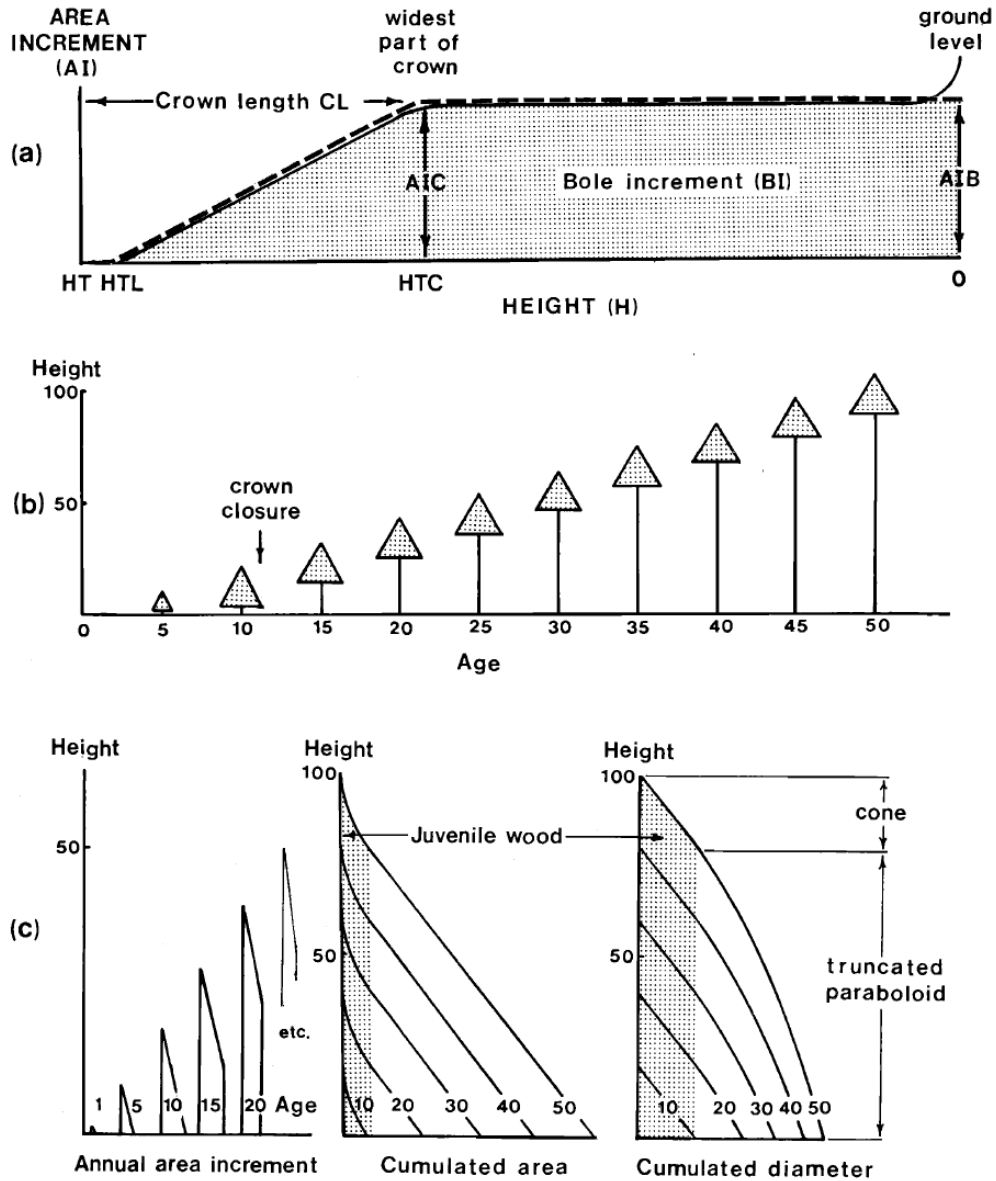 AREA
INCREMENT
(AI)
widest
part of
crown
ground
level
Crown length CL
(a)
AIC
Bole increment (BI)
AIB
HT HTL
HTC
O
HEIGHT (H)
Height
100
(b)
50
crown
closure
0 5 10 15 20 25 30 35 40 45 50
Age
(c)
Height
50
etc.
1 5 10 15 20 Age
Annual area increment
Height
100
Juvenile wood
50
10 20 30 40 50
Cumulated area
Height
100
cone
50
truncated
paraboloid
10 20 30 40 50
Cumulated diameter